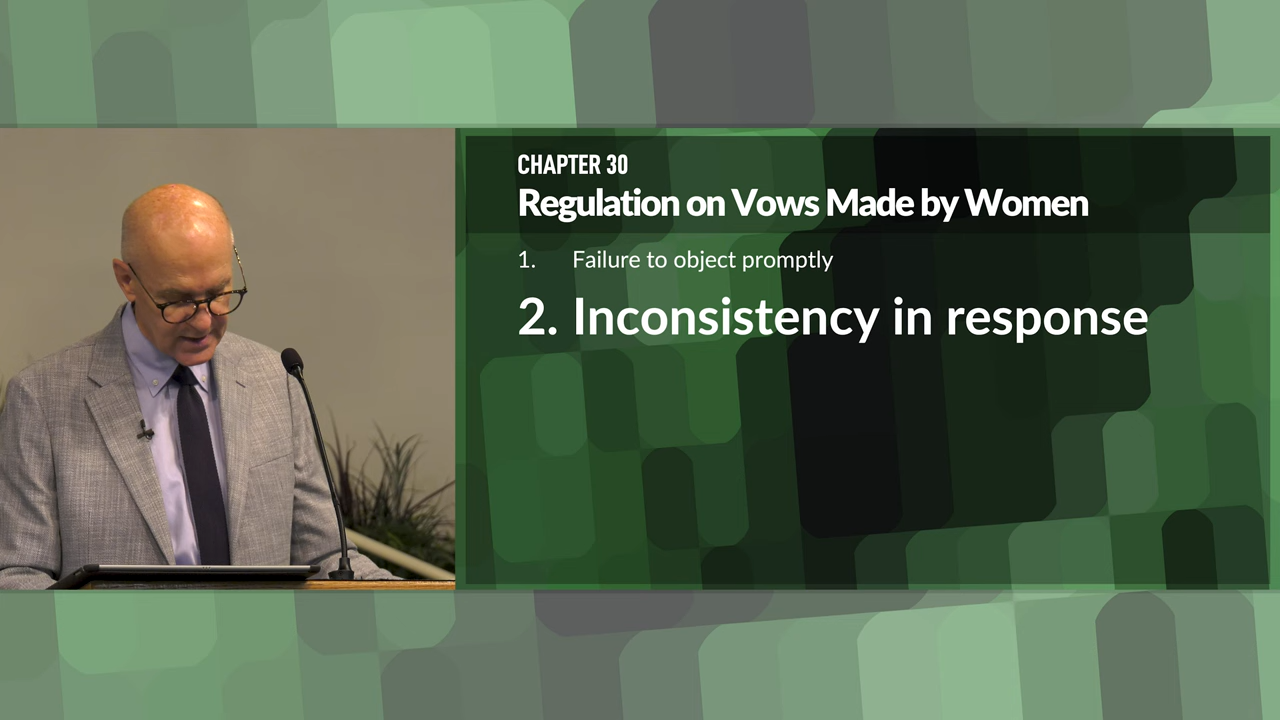 CHAPTER 30
Regulation on Vows Made by Women
1. Failure to object promptly
2. Inconsistency in response